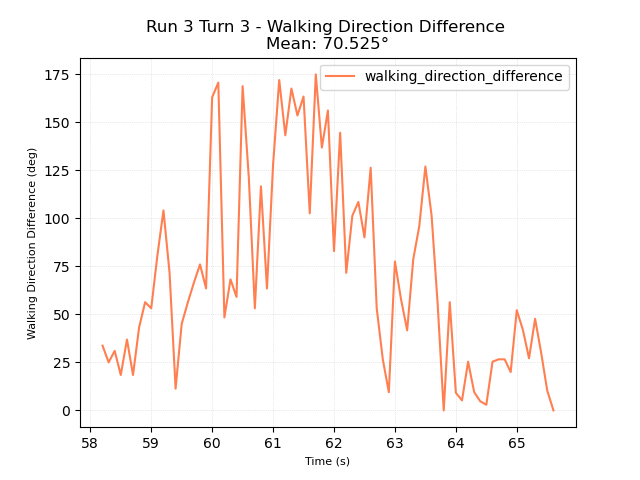 Run 3 Turn 3 - Walking Direction Difference
Mean: 70.525°
walking_direction_difference
Walking Direction Difference (deg)
175
150
125
100
75
50
25
0
58 59 60 61 62 63 64 65
Time (s)